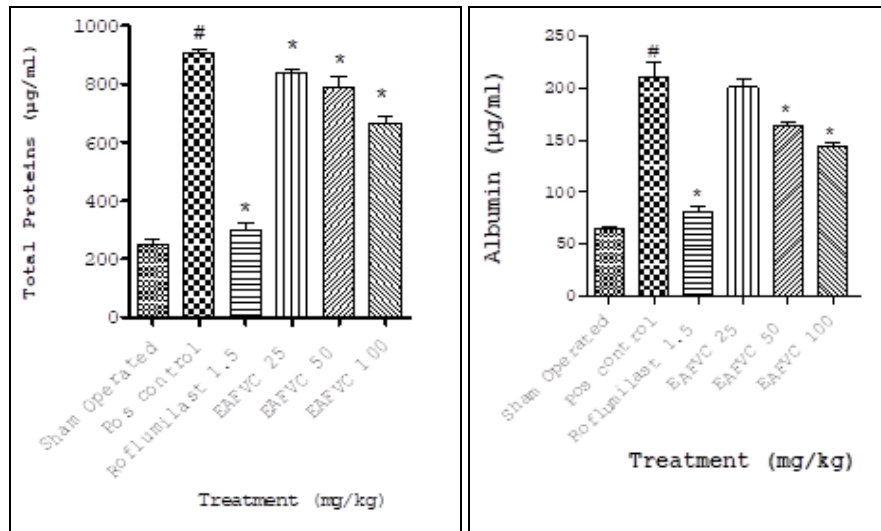 Total Proteins (µg/ml)
1000
800
600
400
200
0
#
*
*
*
*
Sham Operated
Pos control
Roflumilast 1.5
EAFVC 25
EAFVC 50
EAFVC 100
Treatment (mg/kg)
Albumin (µg/ml)
250
200
150
100
50
0
#
*
*
*
Sham Operated
pos control
Roflumilast 1.5
EAFVC 25
EAFVC 50
EAFVC 100
Treatment (mg/kg)